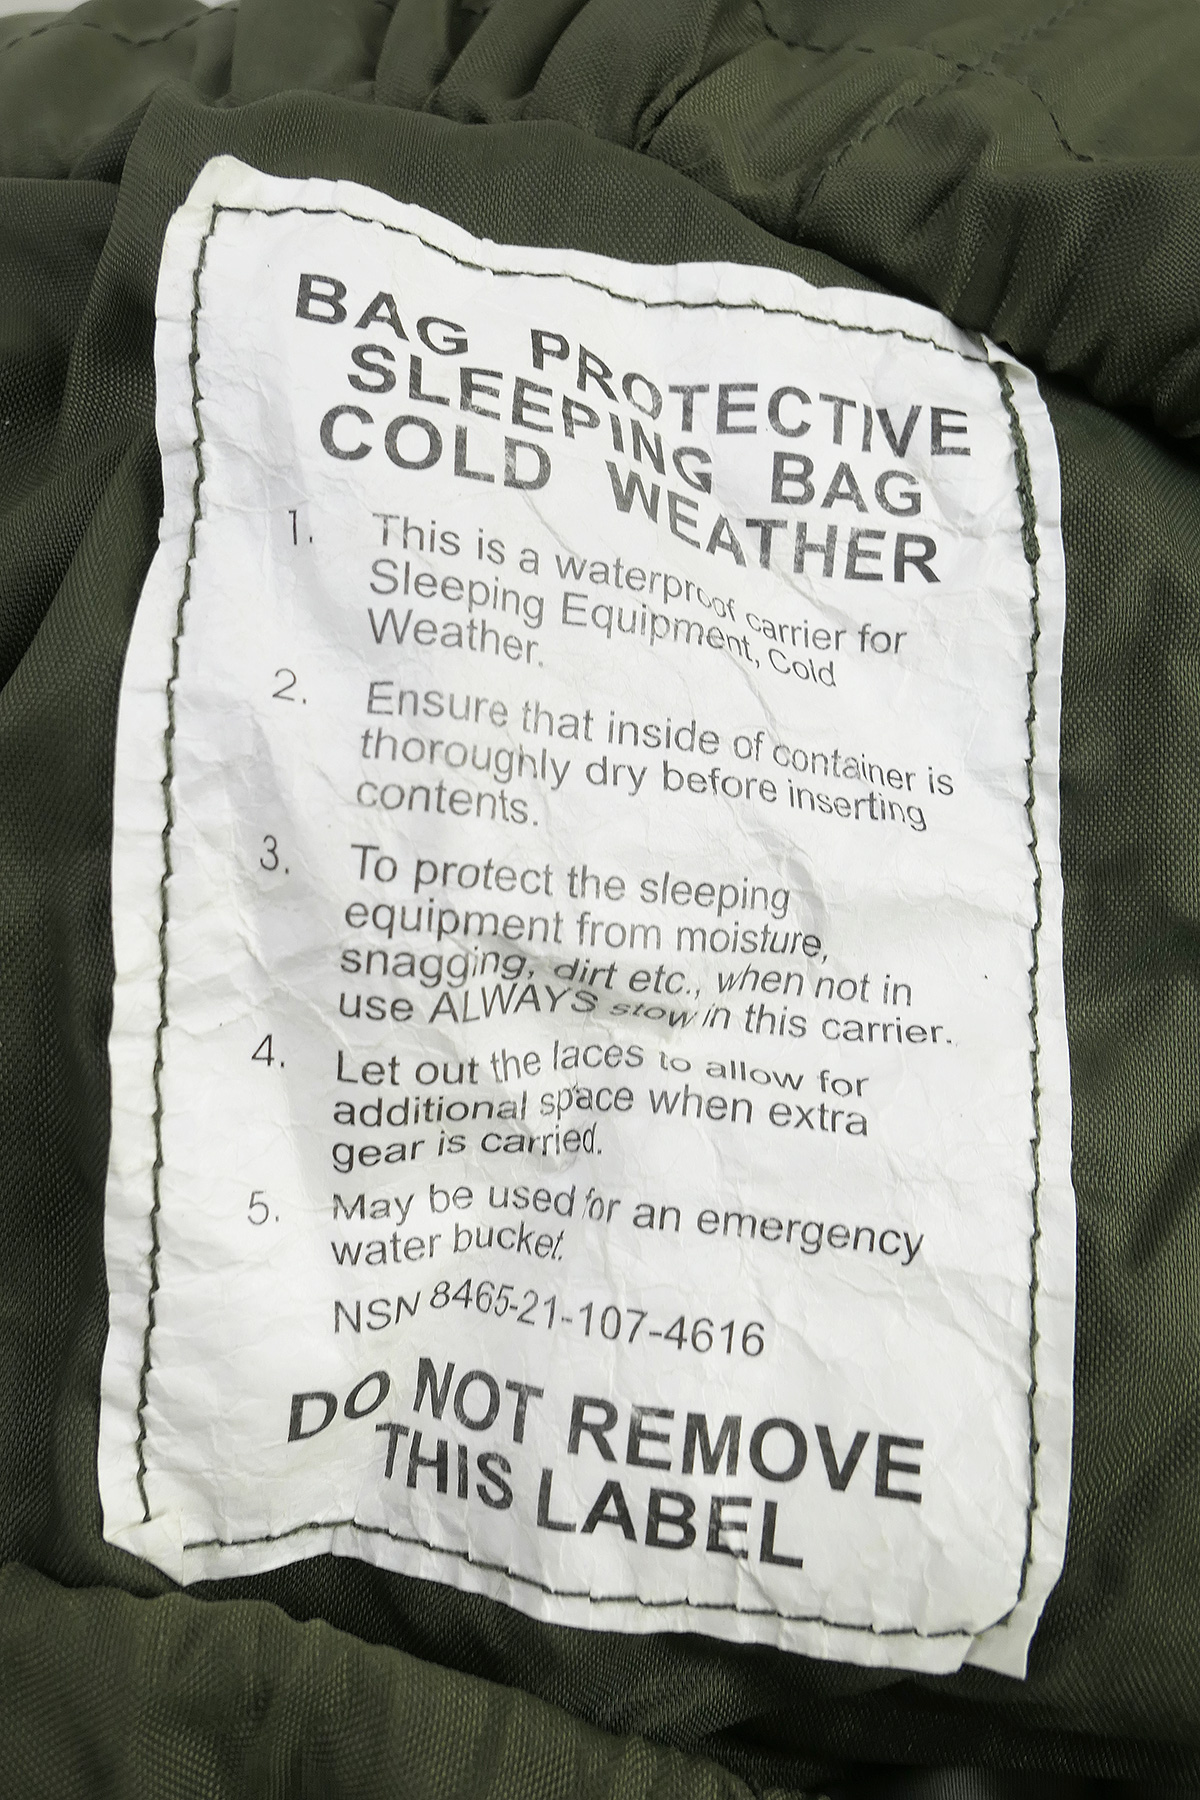 BAG PROTECTIVE
SLEEPING BAG
COLD WEATHER
1. This is a waterproof carrier for
Sleeping Equipment, Cold
Weather.
2. Ensure that inside of container is
thoroughly dry before inserting
contents.
3. To protect the sleeping
equipment from moisture,
snagging, dirt etc., when not in
use ALWAYS stow in this carrier.
4. Let out the laces to allow for
additional space when extra
gear is carried.
5. May be used for an emergency
water bucket.
NSN 8465-21-107-4616
DO NOT REMOVE
THIS LABEL